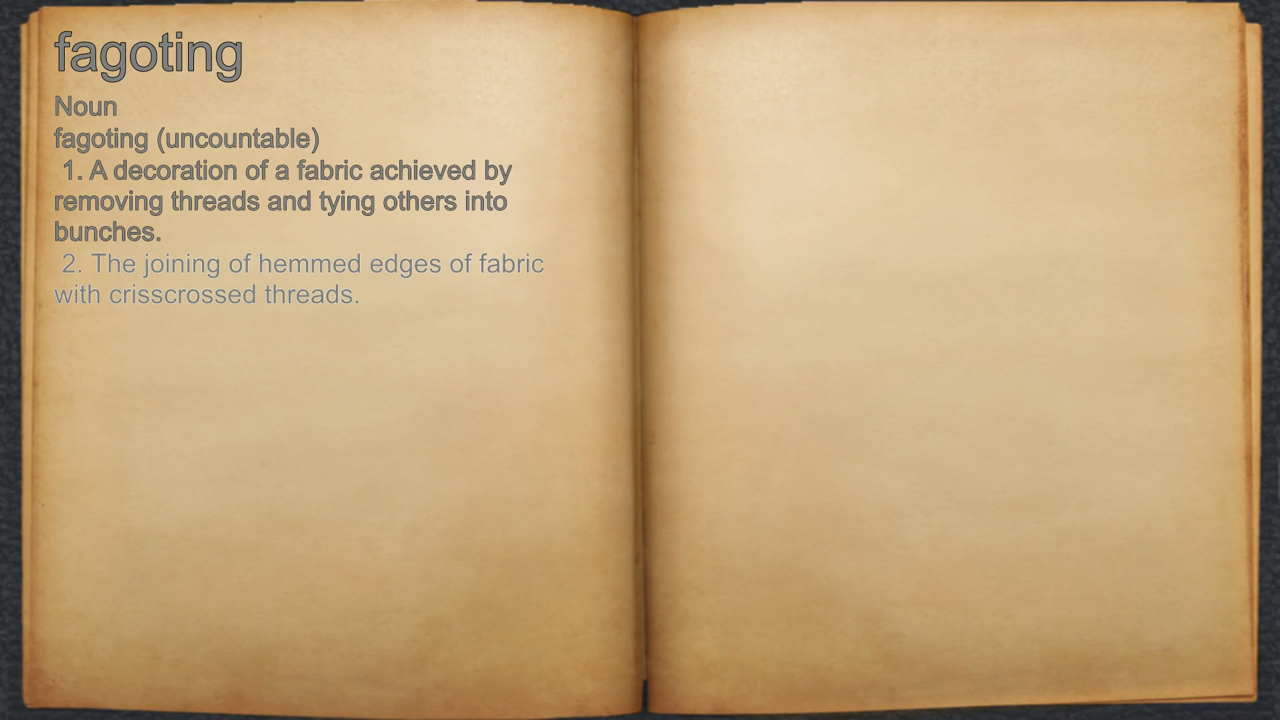 fagoting
Noun
fagoting (uncountable)
1. A decoration of a fabric achieved by
removing threads and tying others into
bunches.
2. The joining of hemmed edges of fabric
with crisscrossed threads.